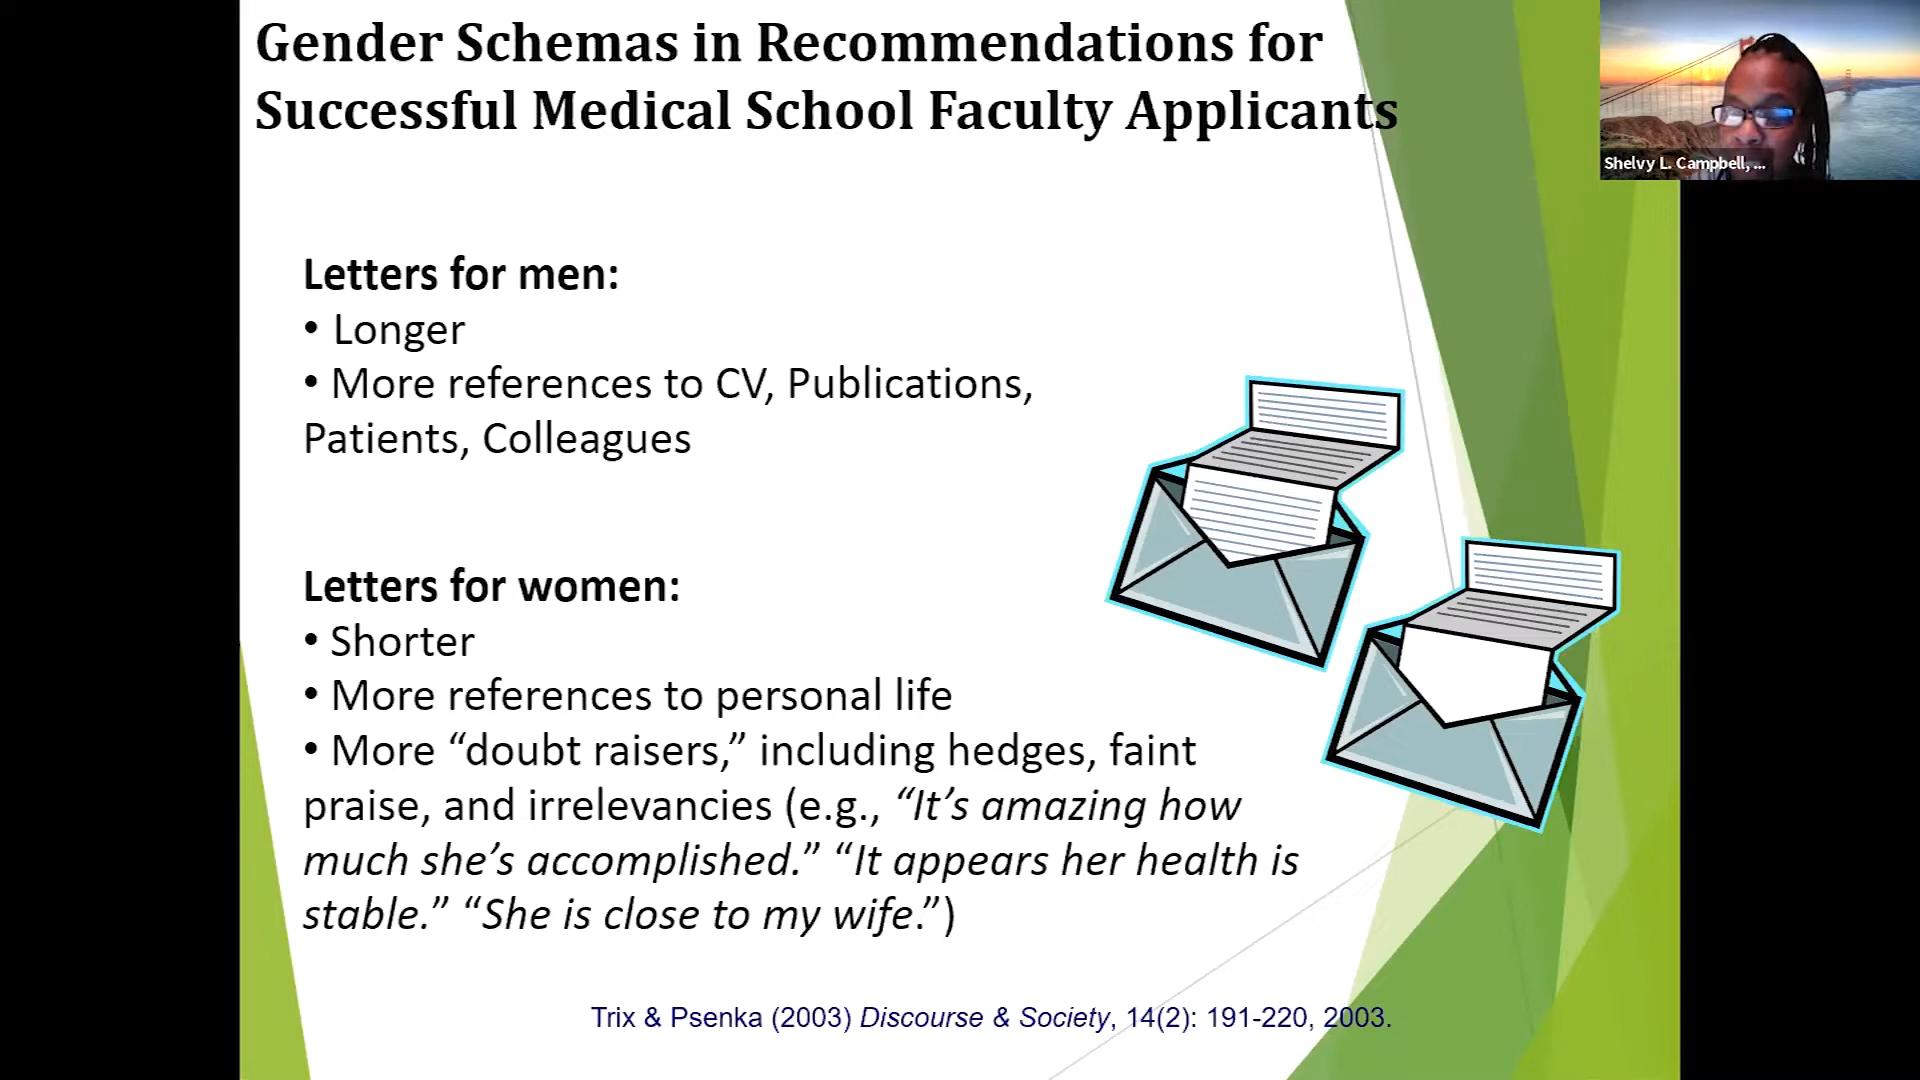 Gender Schemas in Recommendations for
Successful Medical School Faculty Applicants
Shelvy L. Campbell, ...
Letters for men:
• Longer
• More references to CV, Publications,
Patients, Colleagues
Letters for women:
• Shorter
• More references to personal life
• More “doubt raisers,” including hedges, faint
praise, and irrelevancies (e.g., “It’s amazing how
much she’s accomplished.” “It appears her health is
stable.” “She is close to my wife.”)
Trix & Psenka (2003) Discourse & Society, 14(2): 191-220, 2003.